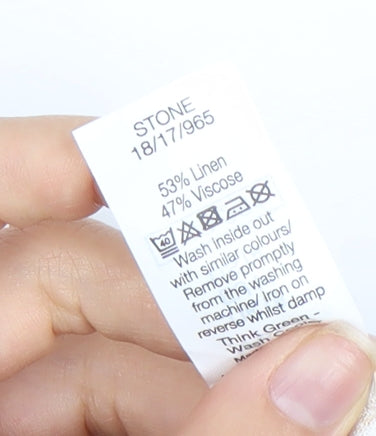 STONE
18/17/965
53% Linen
47% Viscose
40
Wash inside out
with similar colours/
Remove promptly
from the washing
machine/ Iron on
reverse whilst damp
Think Green -
Wash